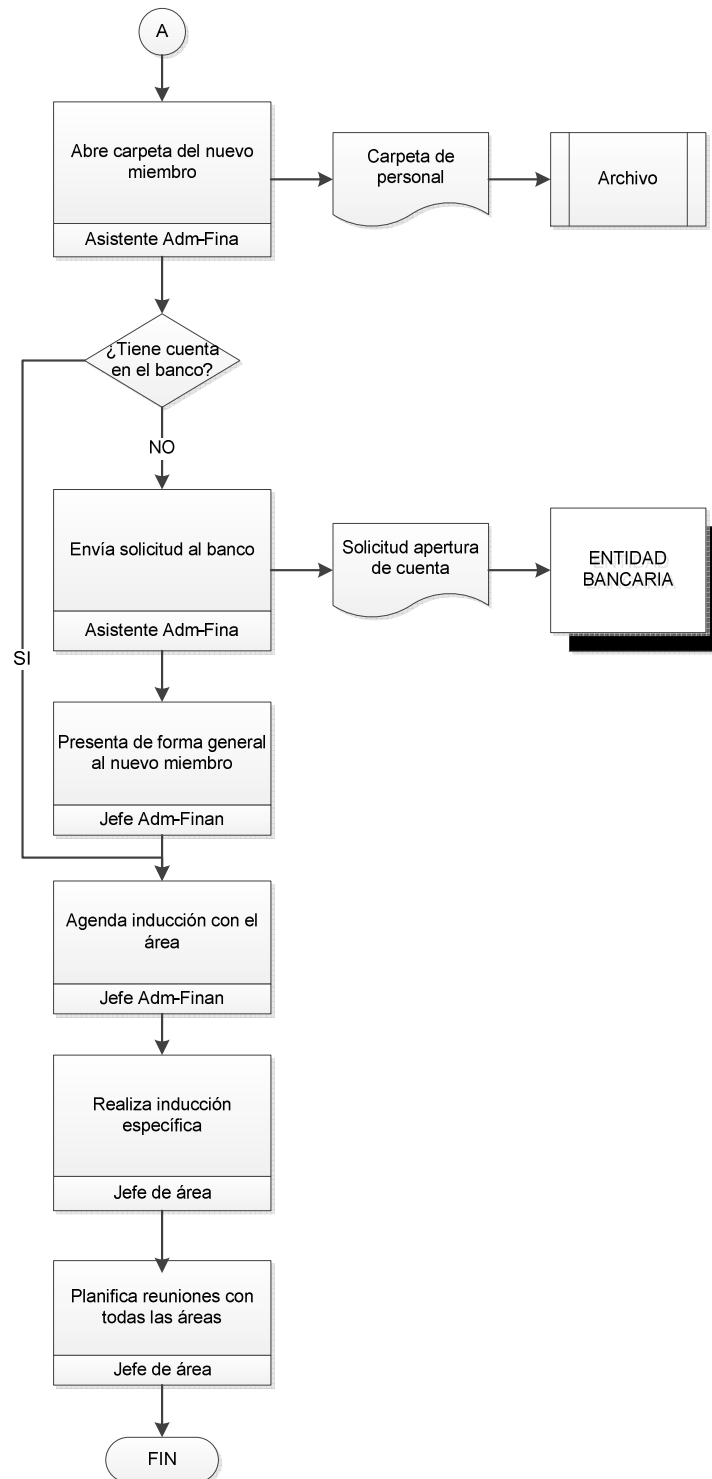 A
Abre carpeta del nuevo
miembro
Asistente Adm-Fina
Carpeta de
personal
Archivo
¿Tiene cuenta
en el banco?
NO
Envía solicitud al banco
Asistente Adm-Fina
Solicitud apertura
de cuenta
ENTIDAD
BANCARIA
SI
Presenta de forma general
al nuevo miembro
Jefe Adm-Finan
Agenda inducción con el
área
Jefe Adm-Finan
Realiza inducción
específica
Jefe de área
Planifica reuniones con
todas las áreas
Jefe de área
FIN